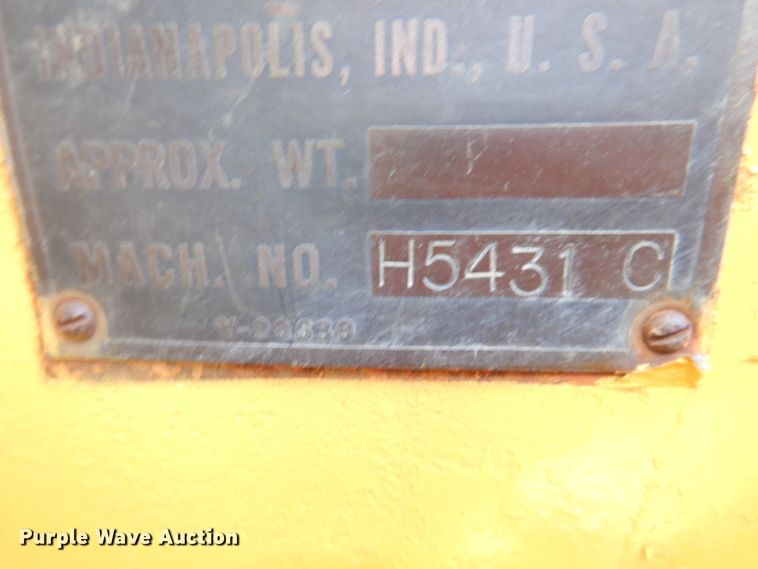 INDIANAPOLIS, IND., U. S. A.
APPROX. WT.
MACH. NO. H5431 C
Purple Wave Auction